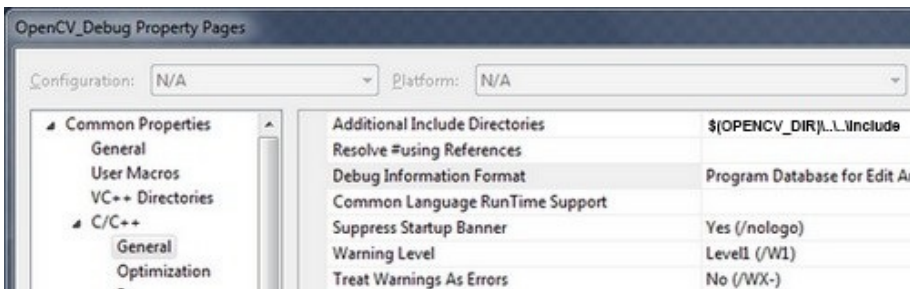 OpenCV_Debug Property Pages
Configuration: N/A Platform: N/A
Common Properties
General
User Macros
VC++ Directories
C/C++
General
Optimization
Additional Include Directories $(OPENCV_DIR)\..\..\include
Resolve #using References
Debug Information Format Program Database for Edit
Common Language RunTime Support
Suppress Startup Banner Yes (/nologo)
Warning Level Level1 (/W1)
Treat Warnings As Errors No (/WX-)